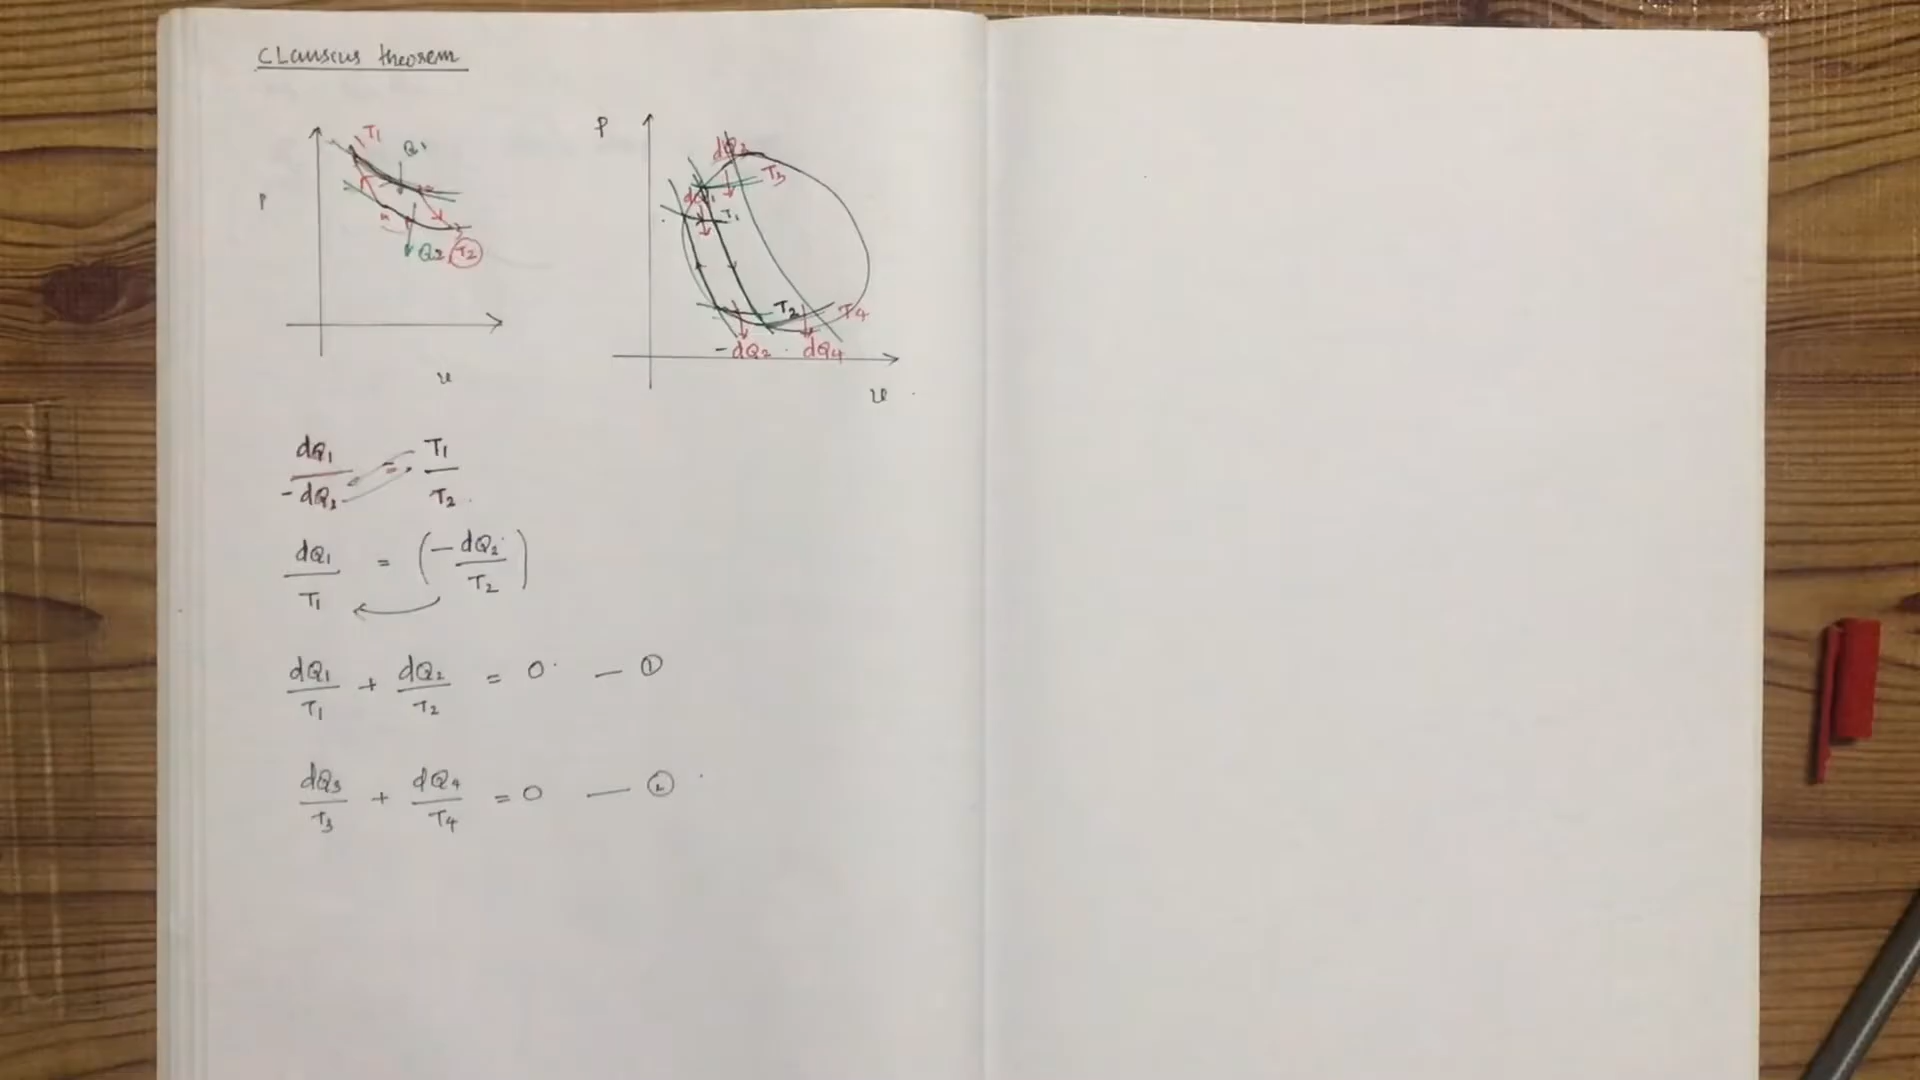 CLausius theorem
T1
Q1
P
Q2, T2
u
P
dQ3
T3
dQ1
T1
T2
T4
-dQ2 dQ4
u
dQ1 / -dQ2 = T1 / T2
dQ1 / T1 = (-dQ2 / T2)
dQ1 / T1 + dQ2 / T2 = 0 — ①
dQ3 / T3 + dQ4 / T4 = 0 — ②